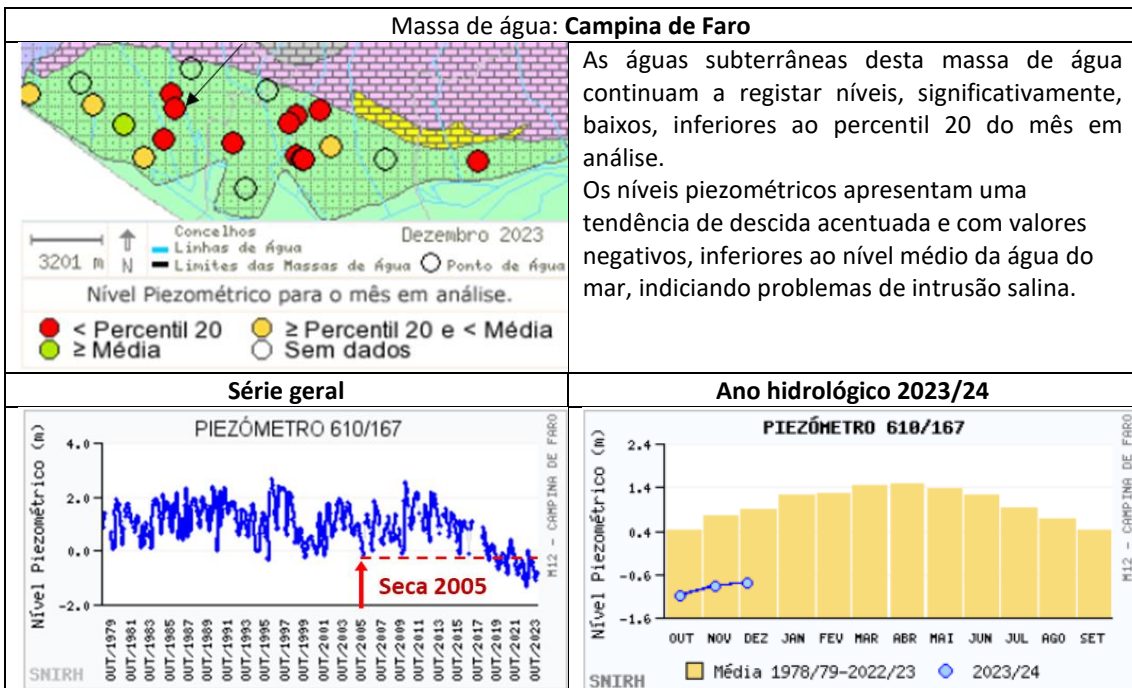 Massa de água: Campina de Faro
As águas subterrâneas desta massa de água
continuam a registar níveis, significativamente,
baixos, inferiores ao percentil 20 do mês em
análise.
Os níveis piezométricos apresentam uma
tendência de descida acentuada e com valores
negativos, inferiores ao nível médio da água do
mar, indiciando problemas de intrusão salina.
3201 m
N
Concelhos
Linhas de Água
Limites das Massas de Água
Dezembro 2023
Ponto de Água
Nível Piezométrico para o mês em análise.
< Percentil 20
≥ Percentil 20 e < Média
≥ Média
Sem dados
Série geral
PIEZÓMETRO 610/167
Nível Piezométrico (m)
4.0
2.0
0.0
-2.0
Seca 2005
OUT/1979
OUT/1981
OUT/1983
OUT/1985
OUT/1987
OUT/1989
OUT/1991
OUT/1993
OUT/1995
OUT/1997
OUT/1999
OUT/2001
OUT/2003
OUT/2005
OUT/2007
OUT/2009
OUT/2011
OUT/2013
OUT/2015
OUT/2017
OUT/2019
OUT/2021
OUT/2023
M12 - CAMPINA DE FARO
SNIRH
Ano hidrológico 2023/24
PIEZÓMETRO 610/167
Nível Piezométrico (m)
2.4
1.4
0.4
-0.6
-1.6
OUT NOV DEZ JAN FEV MAR ABR MAI JUN JUL AGO SET
Média 1978/79-2022/23
2023/24
M12 - CAMPINA DE FARO
SNIRH